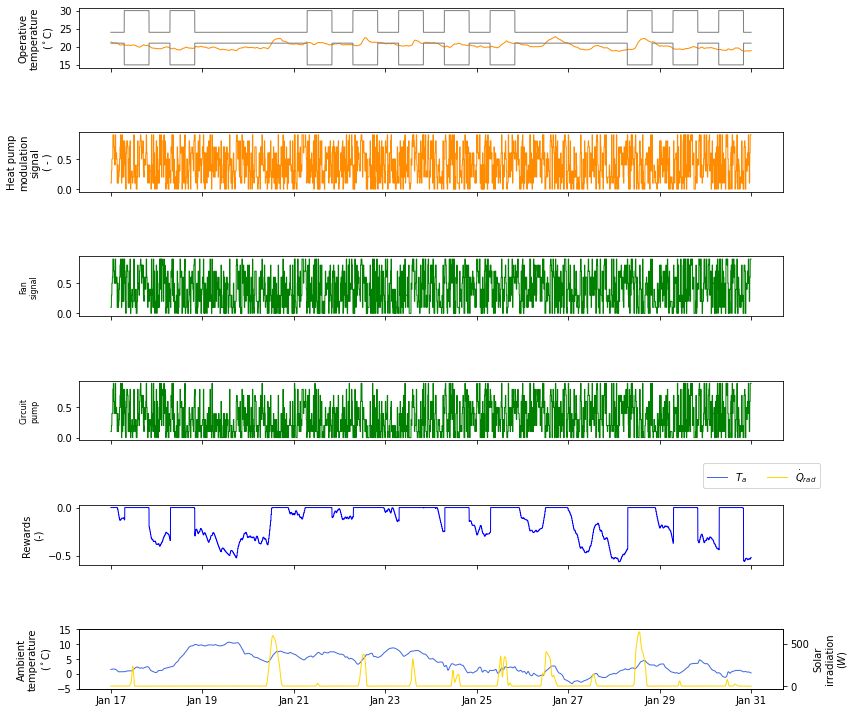 Operative
temperature
(°C)
30
25
20
15
Heat pump
modulation
signal
( - )
0.5
0.0
Fan
signal
0.5
0.0
Circuit
pump
0.5
0.0
T_a
Q̇_rad
Rewards
(-)
0.0
−0.5
Ambient
temperature
(°C)
15
10
5
0
−5
500
0
Solar
irradiation
(W)
Jan 17 Jan 19 Jan 21 Jan 23 Jan 25 Jan 27 Jan 29 Jan 31